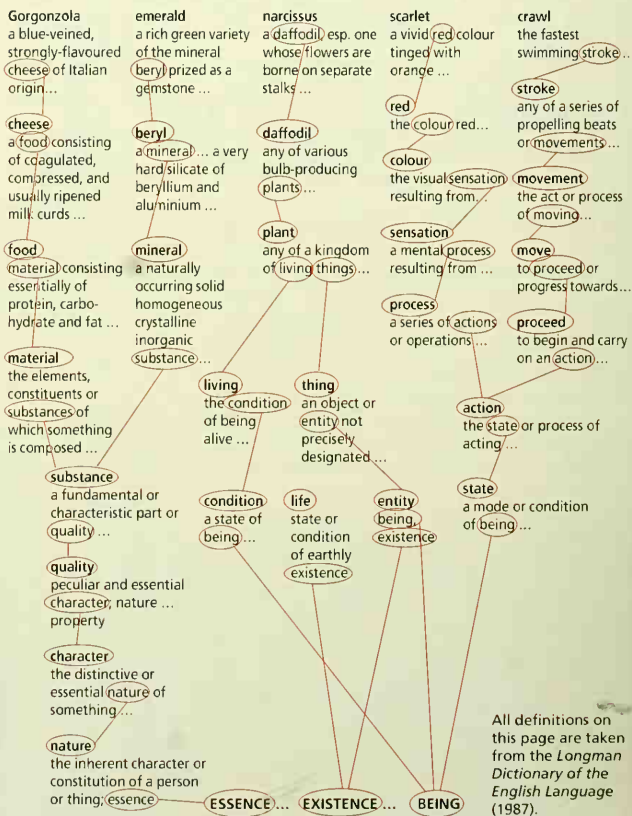 Gorgonzola
a blue-veined,
strongly-flavoured
cheese of Italian
origin...
cheese
a food consisting
of coagulated,
compressed, and
usually ripened
milk curds ...
food
material consisting
essentially of
protein, carbo-
hydrate and fat ...
material
the elements,
constituents or
substances of
which something
is composed ...
emerald
a rich green variety
of the mineral
beryl prized as a
gemstone ...
beryl
a mineral ... a very
hard silicate of
beryllium and
aluminium ...
mineral
a naturally
occurring solid
homogeneous
crystalline
inorganic
substance ...
substance
a fundamental or
characteristic part or
quality ...
quality
peculiar and essential
character; nature ...
property
character
the distinctive or
essential nature of
something ...
nature
the inherent character or
constitution of a person
or thing; essence
narcissus
a daffodil, esp. one
whose flowers are
borne on separate
stalks ...
daffodil
any of various
bulb-producing
plants ...
plant
any of a kingdom
of living things ...
living
the condition
of being
alive ...
condition
a state of
being ...
thing
an object or
entity not
precisely
designated ...
life
state or
condition
of earthly
existence
entity
being,
existence
scarlet
a vivid red colour
tinged with
orange ...
red
the colour red...
colour
the visual sensation
resulting from...
sensation
a mental process
resulting from ...
process
a series of actions
or operations ...
crawl
the fastest
swimming stroke...
stroke
any of a series of
propelling beats
or movements ...
movement
the act or process
of moving...
move
to proceed or
progress towards...
proceed
to begin and carry
on an action ...
action
the state or process of
acting ...
state
a mode or condition
of being ...
ESSENCE ... EXISTENCE ... BEING
All definitions on
this page are taken
from the Longman
Dictionary of the
English Language
(1987).